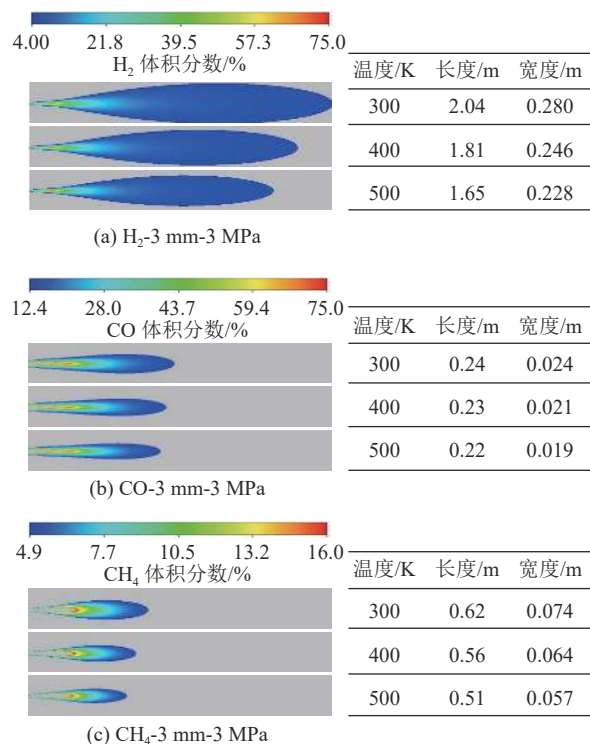 4.00 21.8 39.5 57.3 75.0
H₂ 体积分数/%
温度/K 长度/m 宽度/m
300 2.04 0.280
400 1.81 0.246
500 1.65 0.228
(a) H₂-3 mm-3 MPa
12.4 28.0 43.7 59.4 75.0
CO 体积分数/%
温度/K 长度/m 宽度/m
300 0.24 0.024
400 0.23 0.021
500 0.22 0.019
(b) CO-3 mm-3 MPa
4.9 7.7 10.5 13.2 16.0
CH₄ 体积分数/%
温度/K 长度/m 宽度/m
300 0.62 0.074
400 0.56 0.064
500 0.51 0.057
(c) CH₄-3 mm-3 MPa